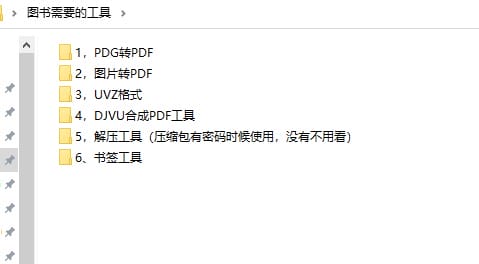 图书需要的工具
1，PDG转PDF
2，图片转PDF
3，UVZ格式
4，DJVU合成PDF工具
5，解压工具（压缩包有密码时候使用，没有不用看）
6、书签工具